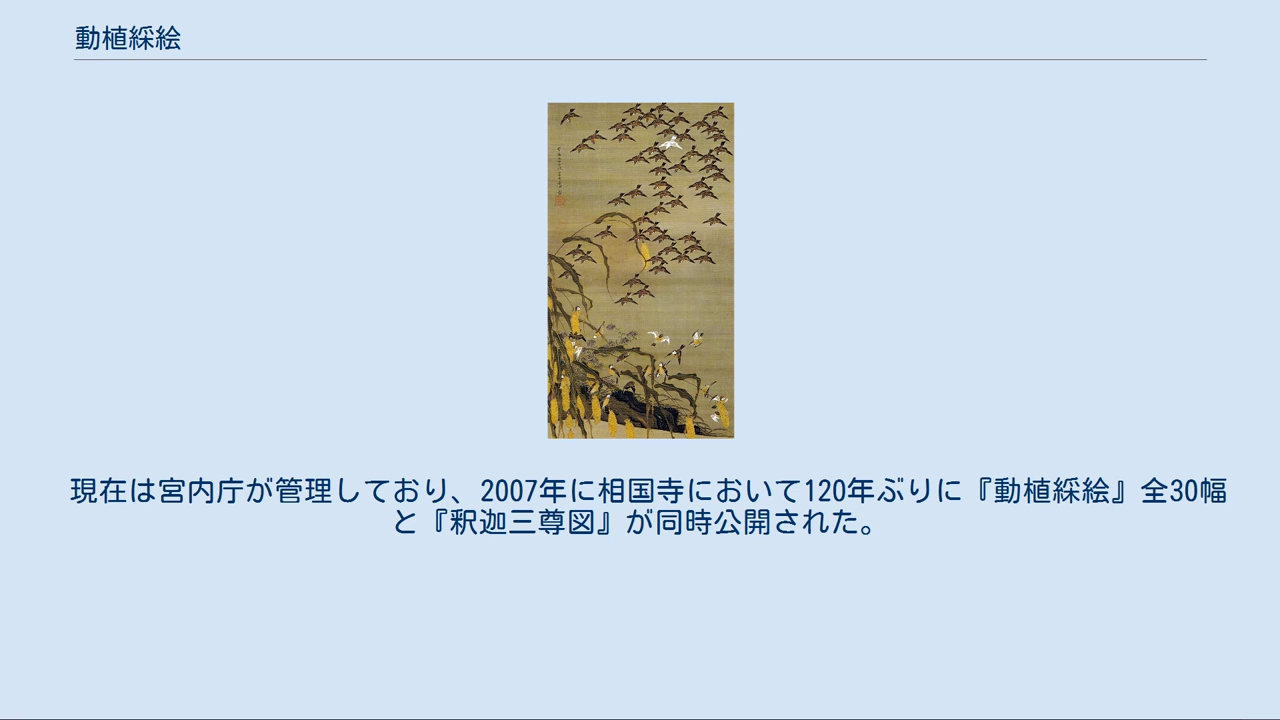 動植綵絵
現在は宮内庁が管理しており、2007年に相国寺において120年ぶりに『動植綵絵』全30幅
と『釈迦三尊図』が同時公開された。